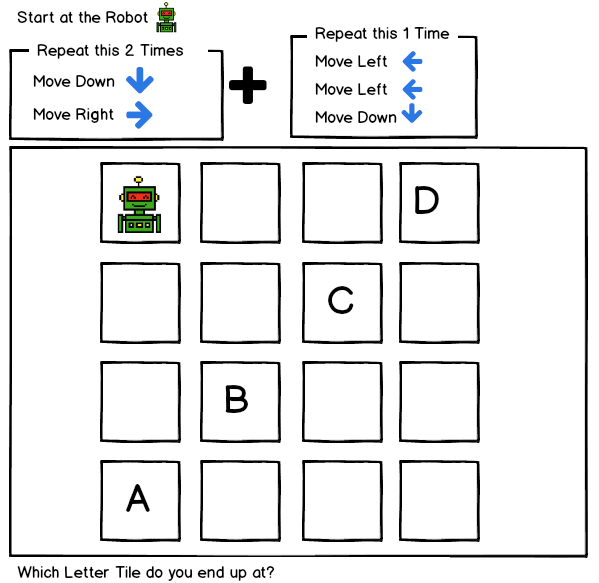 Start at the Robot
Repeat this 2 Times
Move Down
Move Right
Repeat this 1 Time
Move Left
Move Left
Move Down
D
C
B
A
Which Letter Tile do you end up at?